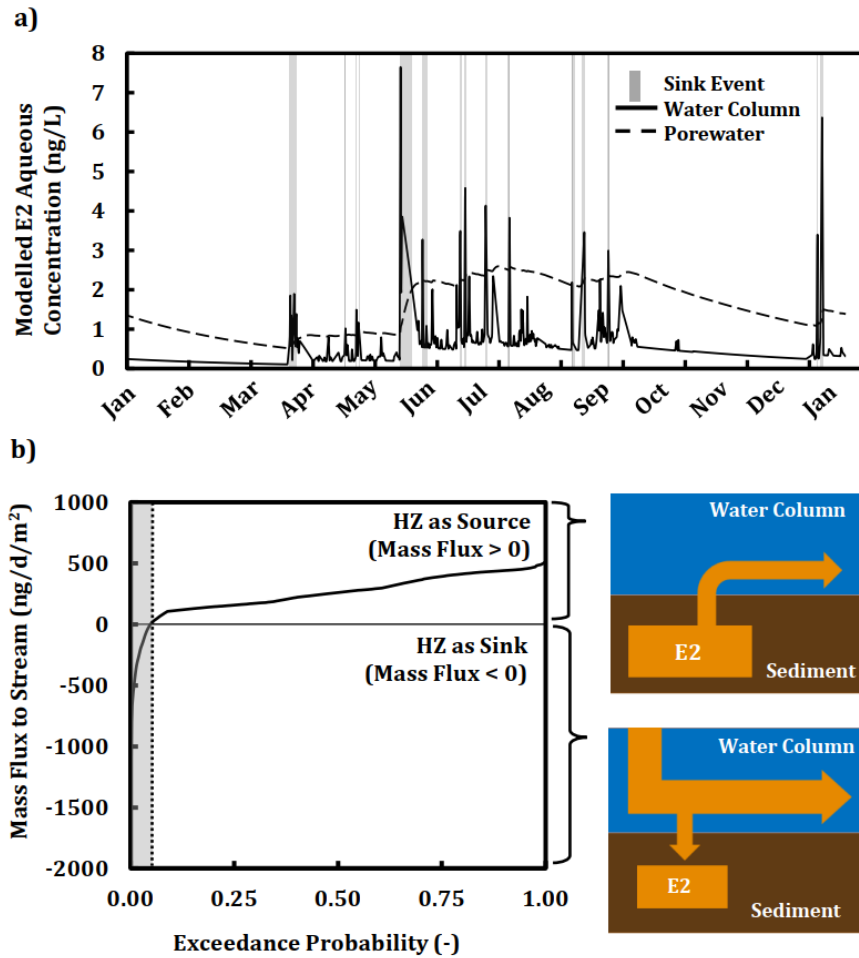 a)
Modelled E2 Aqueous
Concentration (ng/L)
8
7
6
5
4
3
2
1
0
Sink Event
Water Column
Porewater
Jan
Feb
Mar
Apr
May
Jun
Jul
Aug
Sep
Oct
Nov
Dec
Jan
b)
Mass Flux to Stream (ng/d/m²)
1000
500
0
-500
-1000
-1500
-2000
HZ as Source
(Mass Flux > 0)
HZ as Sink
(Mass Flux < 0)
0.00
0.25
0.50
0.75
1.00
Exceedance Probability (-)
Water Column
E2
Sediment
Water Column
E2
Sediment